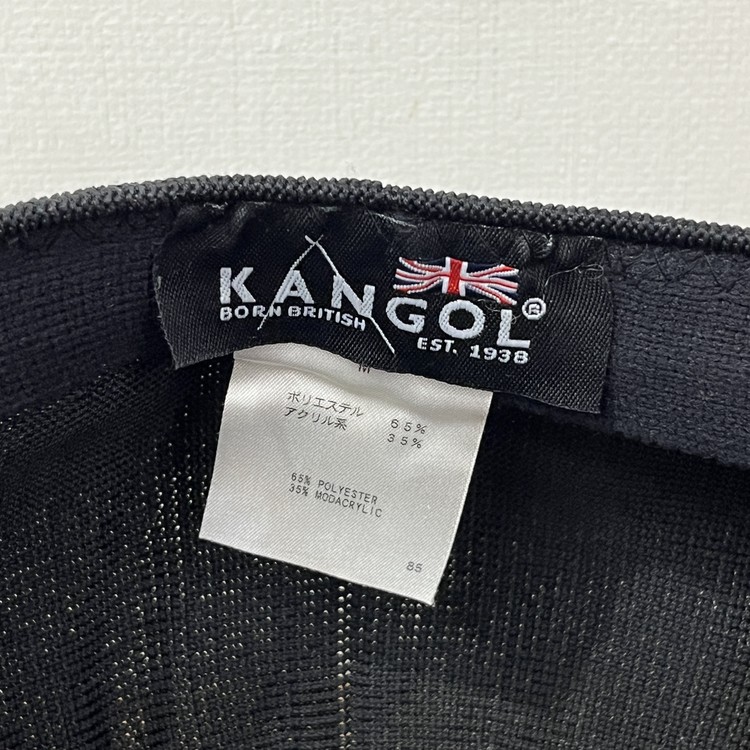 KANGOL®
BORN BRITISH
EST. 1938
M
ポリエステル 65%
アクリル系 35%
65% POLYESTER
35% MODACRYLIC
85